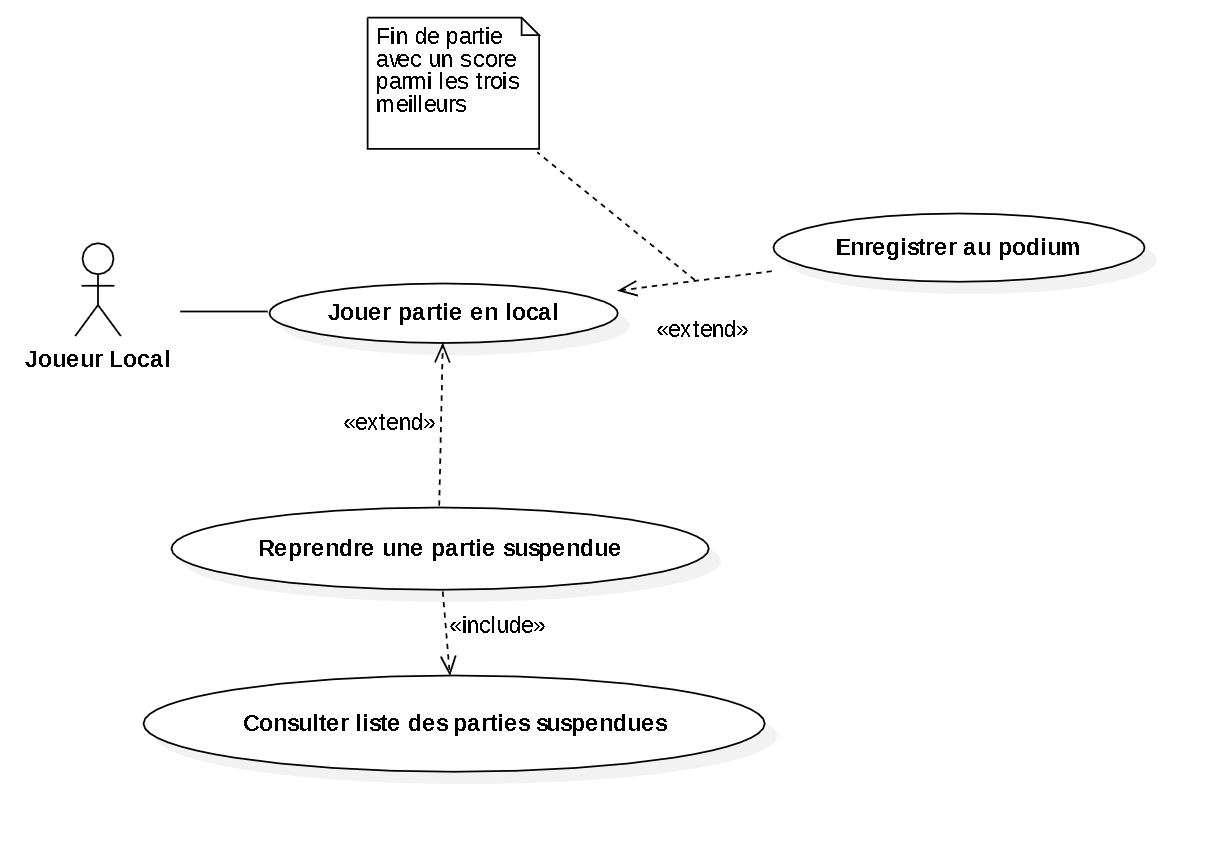 Fin de partie
avec un score
parmi les trois
meilleurs
Enregistrer au podium
Jouer partie en local
«extend»
Joueur Local
«extend»
Reprendre une partie suspendue
«include»
Consulter liste des parties suspendues